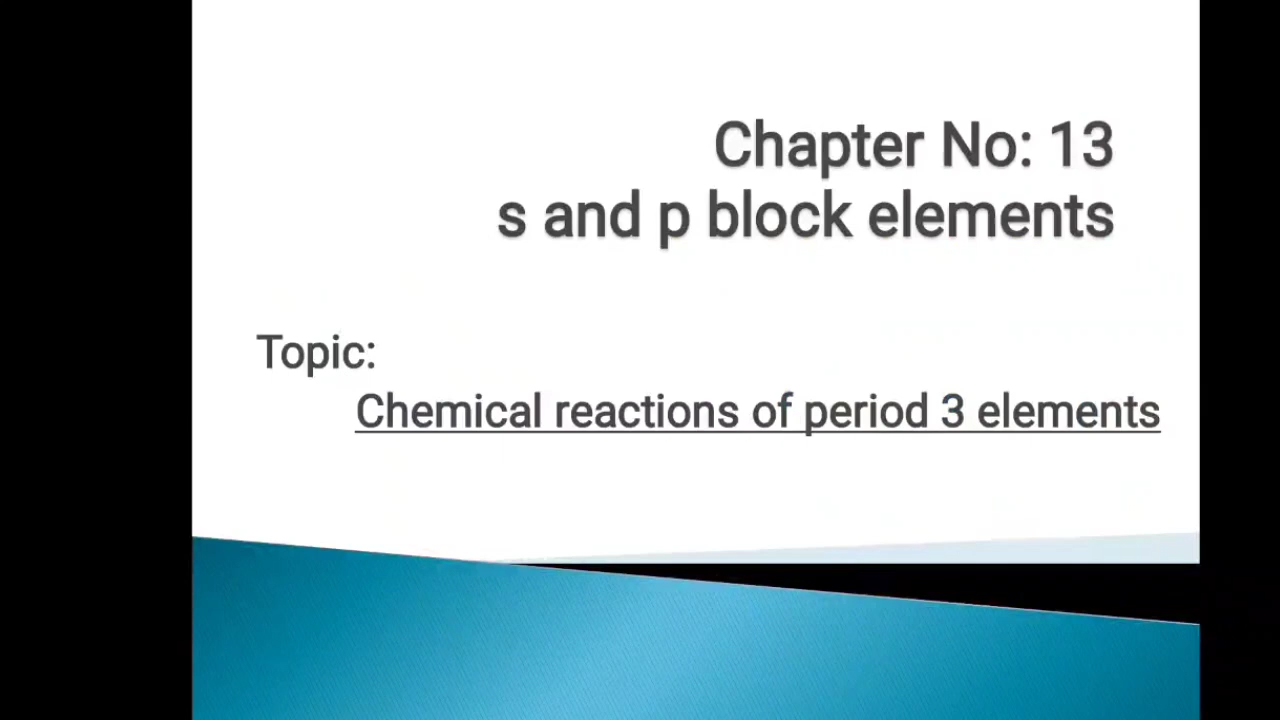 Chapter No: 13
s and p block elements
Topic:
Chemical reactions of period 3 elements